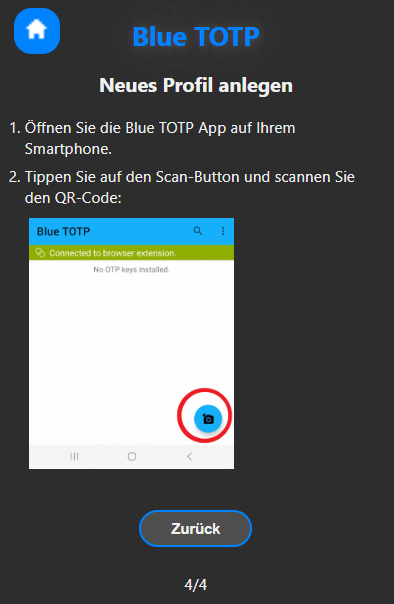 Blue TOTP
Neues Profil anlegen
1. Öffnen Sie die Blue TOTP App auf Ihrem
Smartphone.
2. Tippen Sie auf den Scan-Button und scannen Sie
den QR-Code:
Blue TOTP
Connected to browser extension.
No OTP keys installed.
Zurück
4/4